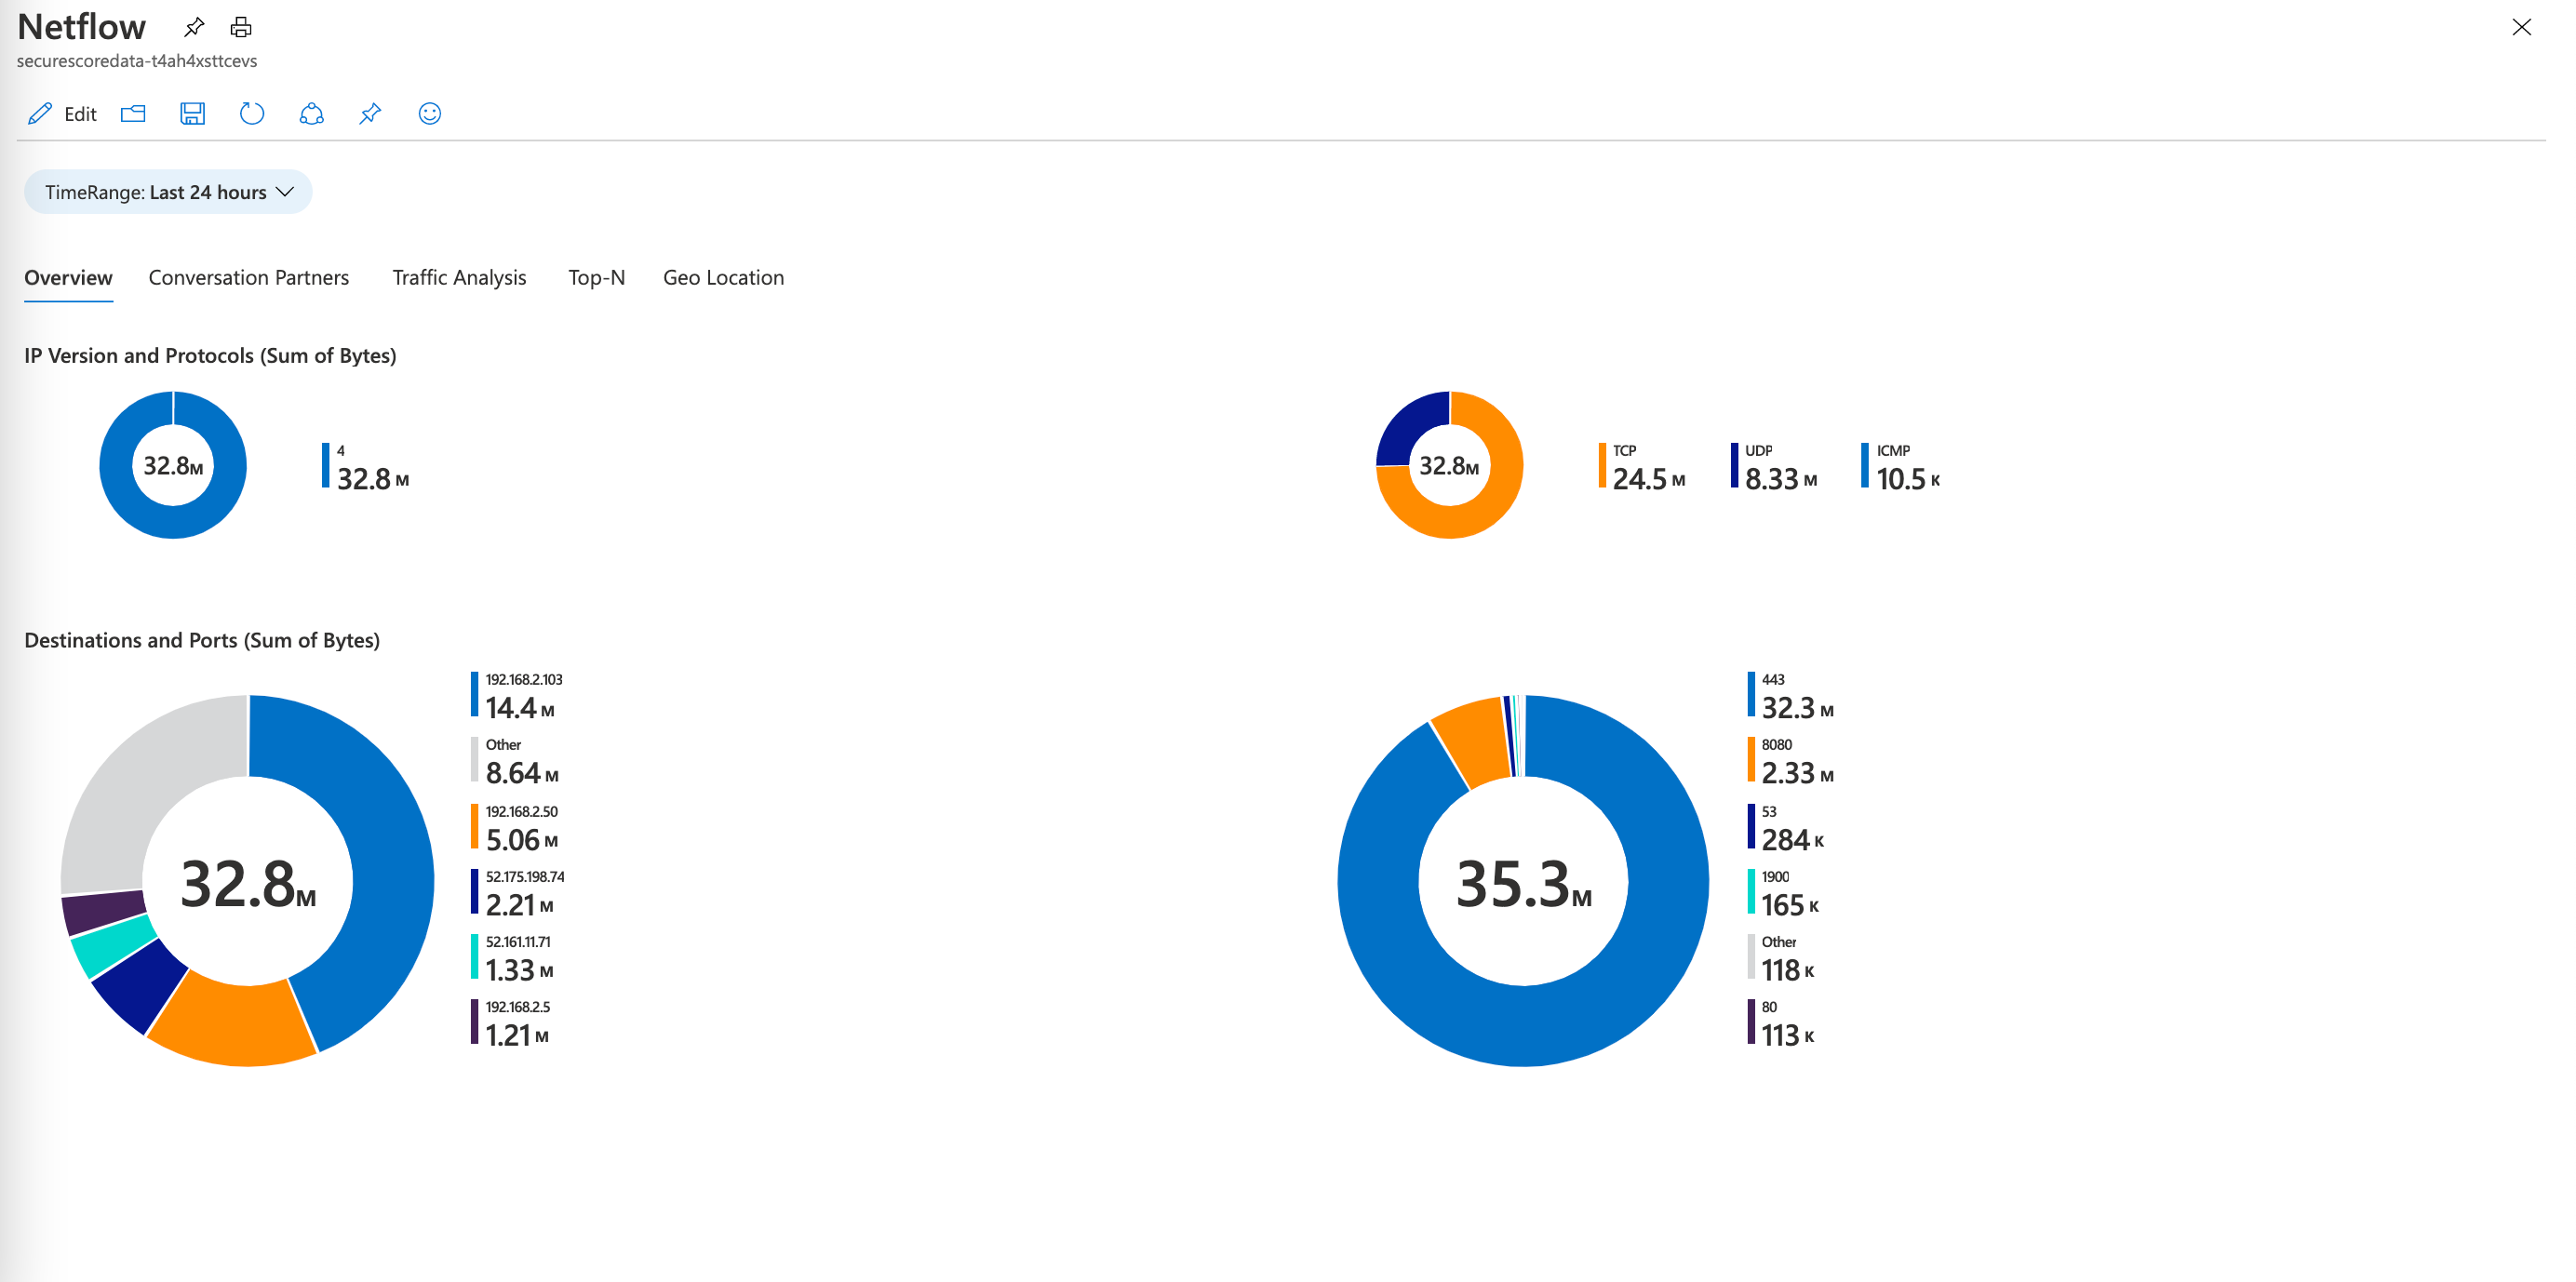 Netflow
securescoredata-t4ah4xsttcevs
Edit
TimeRange: Last 24 hours
Overview Conversation Partners Traffic Analysis Top-N Geo Location
IP Version and Protocols (Sum of Bytes)
32.8M
4
32.8 M
32.8M
TCP
24.5 M
UDP
8.33 M
ICMP
10.5 K
Destinations and Ports (Sum of Bytes)
32.8M
192.168.2.103
14.4 M
Other
8.64 M
192.168.2.50
5.06 M
52.175.198.74
2.21 M
52.161.11.71
1.33 M
192.168.2.5
1.21 M
35.3M
443
32.3 M
8080
2.33 M
53
284 K
1900
165 K
Other
118 K
80
113 K